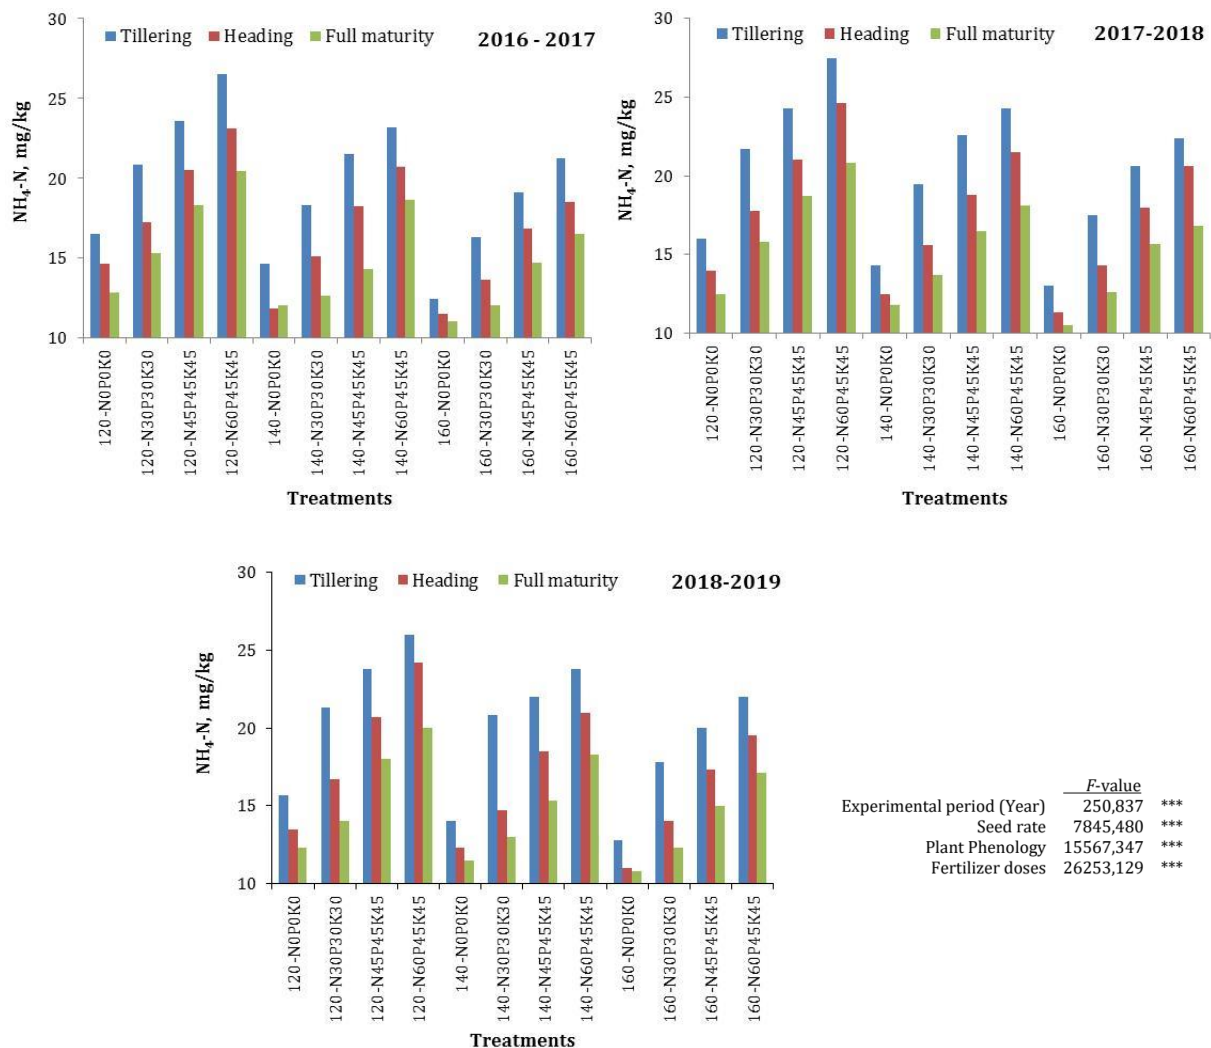 30
25
20
15
10
NH₄-N, mg/kg
Tillering Heading Full maturity
2016 - 2017
120-N0P0K0
120-N30P30K30
120-N45P45K45
120-N60P45K45
140-N0P0K0
140-N30P30K30
140-N45P45K45
140-N60P45K45
160-N0P0K0
160-N30P30K30
160-N45P45K45
160-N60P45K45
Treatments
30
25
20
15
10
NH₄-N, mg/kg
Tillering Heading Full maturity
2017-2018
120-N0P0K0
120-N30P30K30
120-N45P45K45
120-N60P45K45
140-N0P0K0
140-N30P30K30
140-N45P45K45
140-N60P45K45
160-N0P0K0
160-N30P30K30
160-N45P45K45
160-N60P45K45
Treatments
30
25
20
15
10
NH₄-N, mg/kg
Tillering Heading Full maturity
2018-2019
120-N0P0K0
120-N30P30K30
120-N45P45K45
120-N60P45K45
140-N0P0K0
140-N30P30K30
140-N45P45K45
140-N60P45K45
160-N0P0K0
160-N30P30K30
160-N45P45K45
160-N60P45K45
Treatments
F-value
Experimental period (Year) 250,837 ***
Seed rate 7845,480 ***
Plant Phenology 15567,347 ***
Fertilizer doses 26253,129 ***